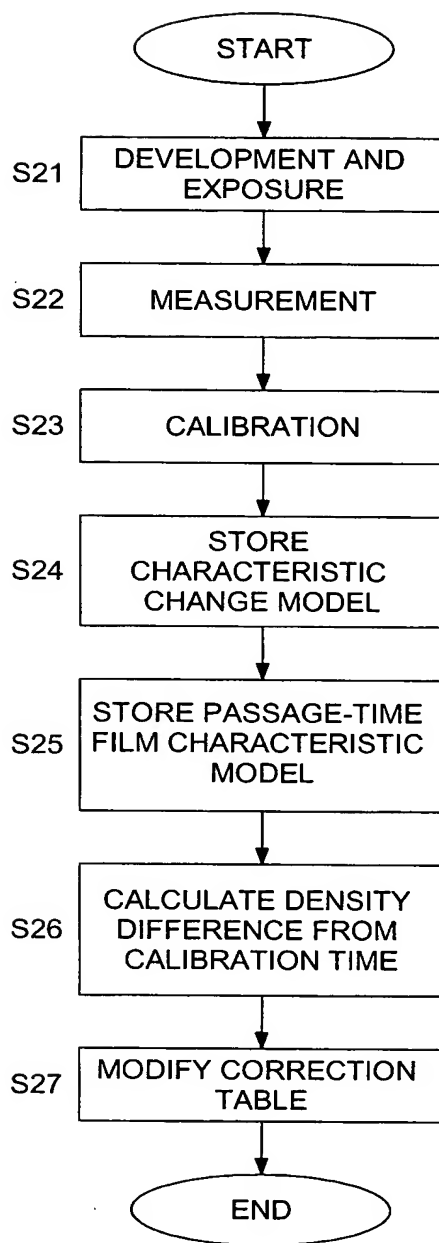 START
S21
DEVELOPMENT AND
EXPOSURE
S22
MEASUREMENT
S23
CALIBRATION
S24
STORE
CHARACTERISTIC
CHANGE MODEL
S25
STORE PASSAGE-TIME
FILM CHARACTERISTIC
MODEL
S26
CALCULATE DENSITY
DIFFERENCE FROM
CALIBRATION TIME
S27
MODIFY CORRECTION
TABLE
END